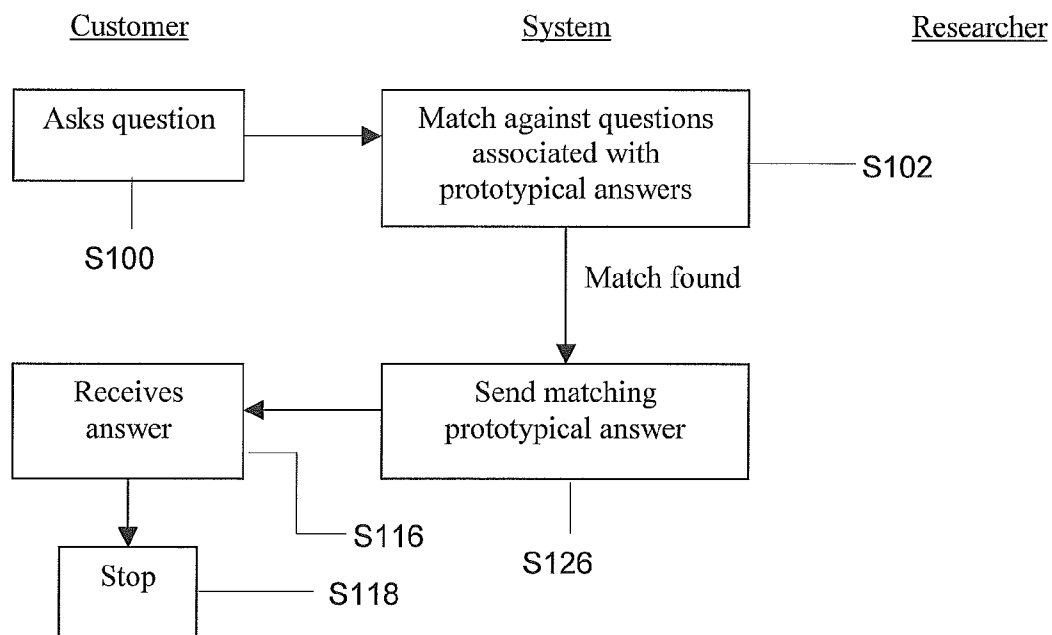 Customer
System
Researcher
Asks question
Match against questions
associated with
prototypical answers
S102
S100
Match found
Receives
answer
Send matching
prototypical answer
S116
S126
Stop
S118